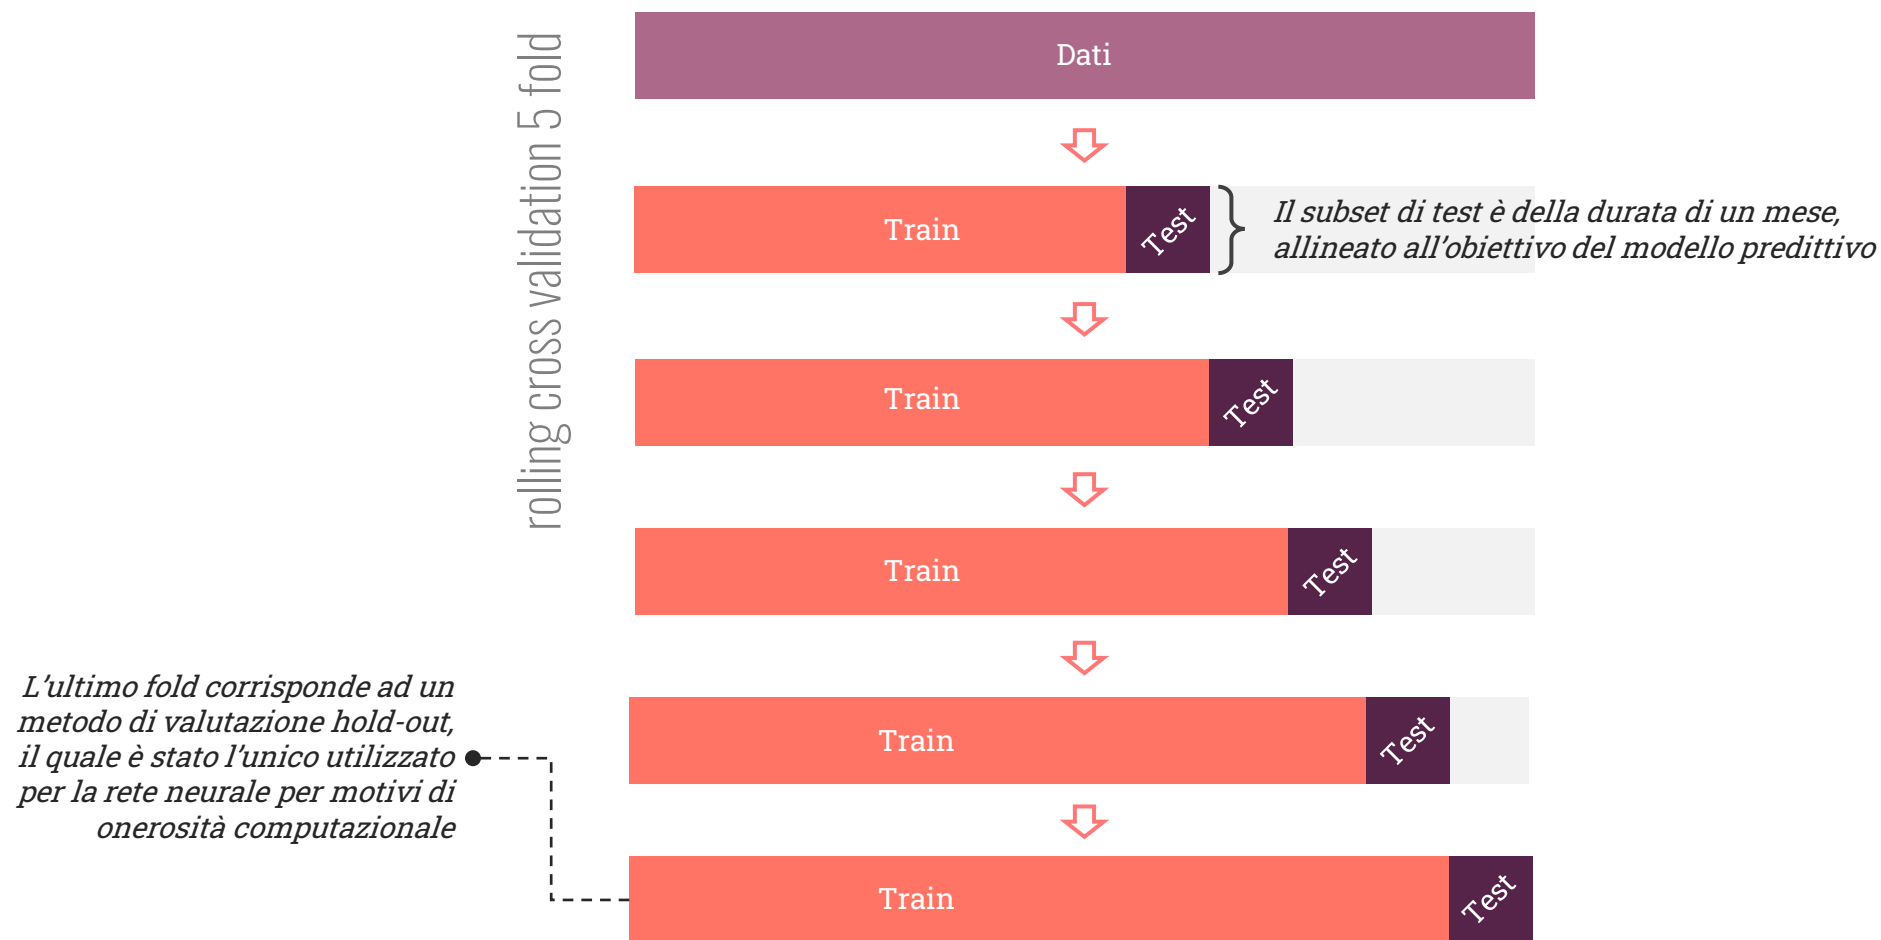 rolling cross validation 5 fold
Dati
Train
Test
Il subset di test è della durata di un mese,
allineato all’obiettivo del modello predittivo
Train
Test
Train
Test
L’ultimo fold corrisponde ad un
metodo di valutazione hold-out,
il quale è stato l’unico utilizzato
per la rete neurale per motivi di
onerosità computazionale
Train
Test
Train
Test